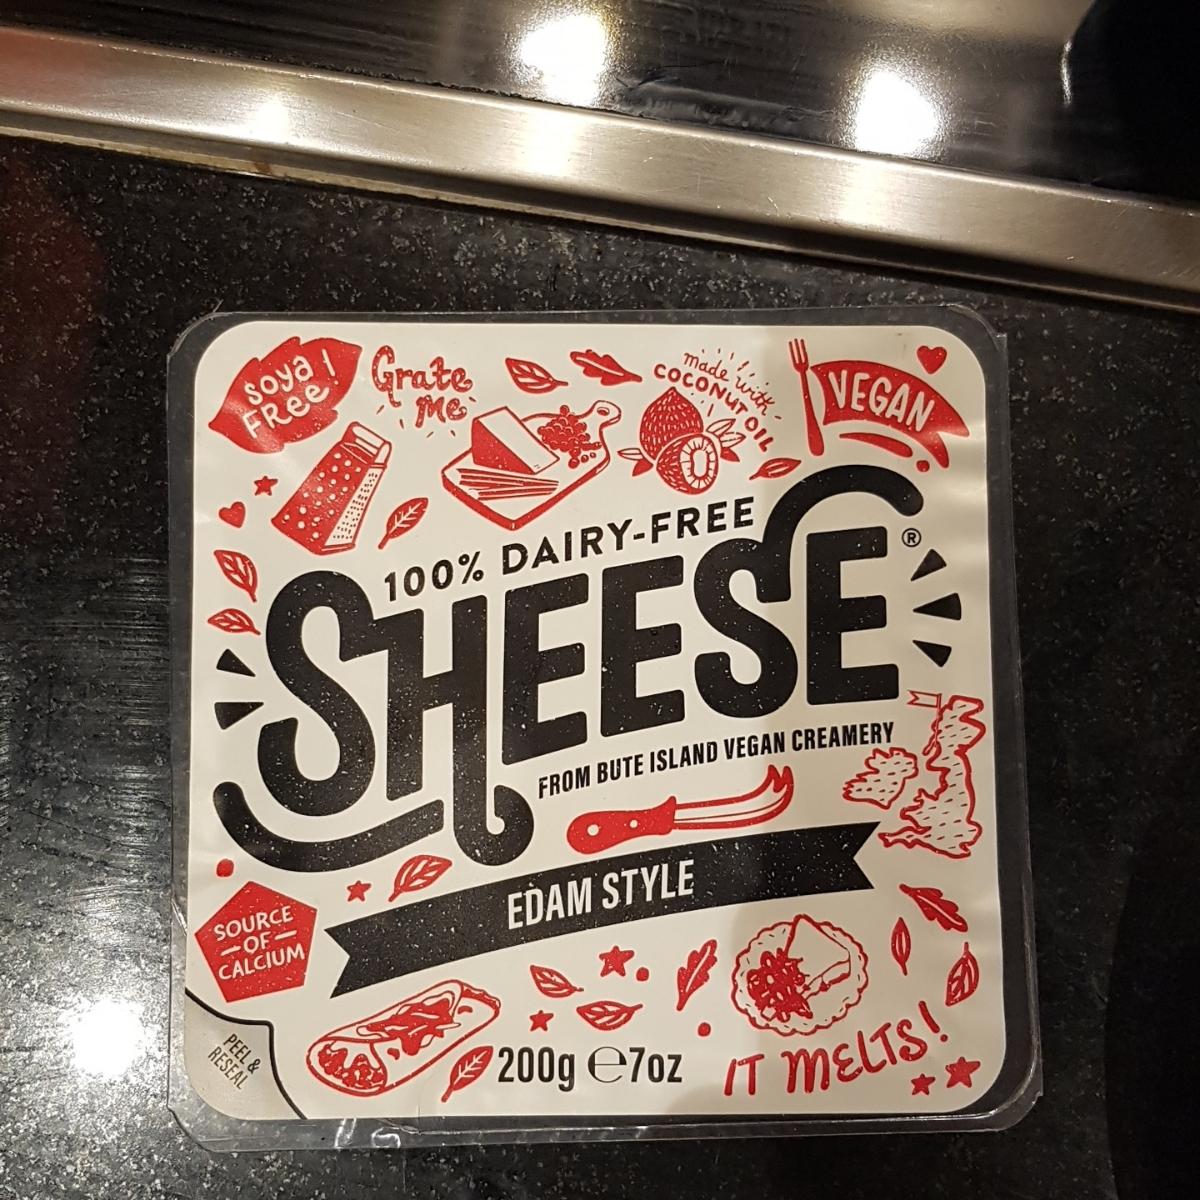 soya
FRee!
Grate
Me
made with
COCONUT OIL
VEGAN
100% DAIRY-FREE
SHEESE®
FROM BUTE ISLAND VEGAN CREAMERY
EDAM STYLE
SOURCE
OF
CALCIUM
PEEL &
RESEAL
200g ℮ 7oz
IT MELTS!